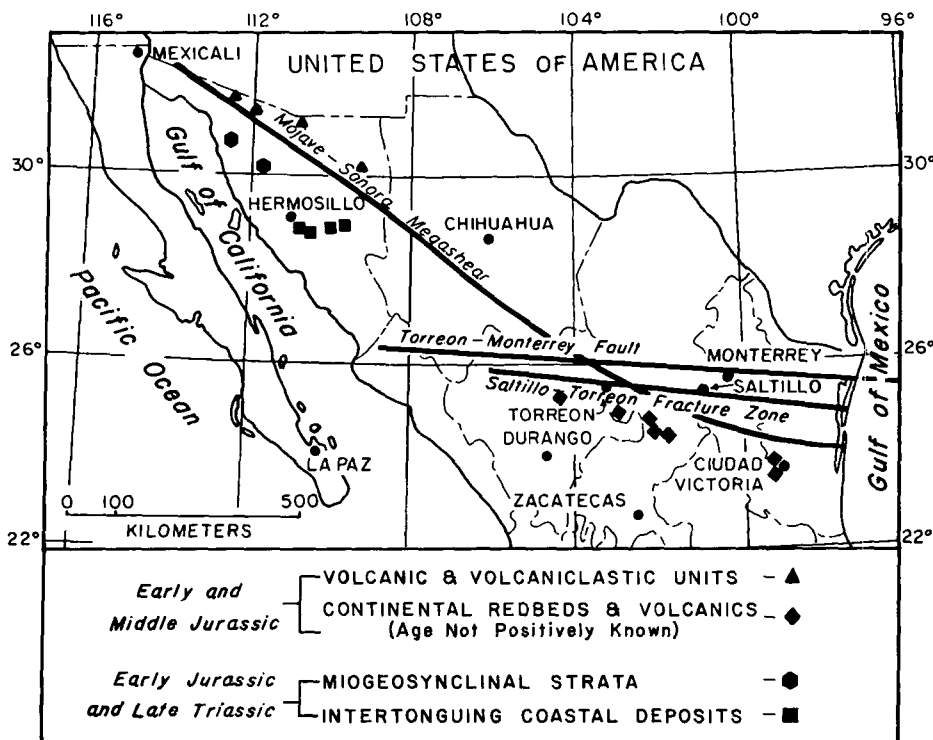 116° 112° 108° 104° 100° 96°
MEXICALI
UNITED STATES OF AMERICA
Mojave-Sonora Megashear
30° 30°
Gulf of California
HERMOSILLO
CHIHUAHUA
Pacific Ocean
Gulf of Mexico
26° 26°
Torreon-Monterrey Fault
MONTERREY
SALTILLO
Saltillo Torreon Fracture Zone
TORREON
DURANGO
LA PAZ
CIUDAD
VICTORIA
ZACATECAS
0 100 500
KILOMETERS
22° 22°
Early and
Middle Jurassic
VOLCANIC & VOLCANICLASTIC UNITS -
CONTINENTAL REDBEDS & VOLCANICS -
(Age Not Positively Known)
Early Jurassic
and Late Triassic
MIOGEOSYNCLINAL STRATA -
INTERTONGUING COASTAL DEPOSITS -